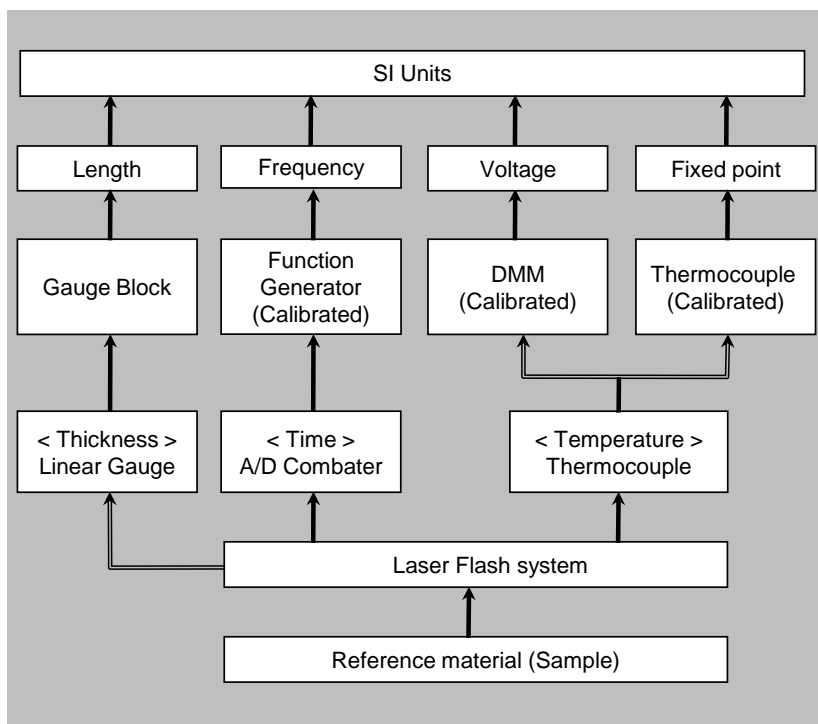 SI Units
Length
Frequency
Voltage
Fixed point
Gauge Block
Function
Generator
(Calibrated)
DMM
(Calibrated)
Thermocouple
(Calibrated)
< Thickness >
Linear Gauge
< Time >
A/D Combater
< Temperature >
Thermocouple
Laser Flash system
Reference material (Sample)